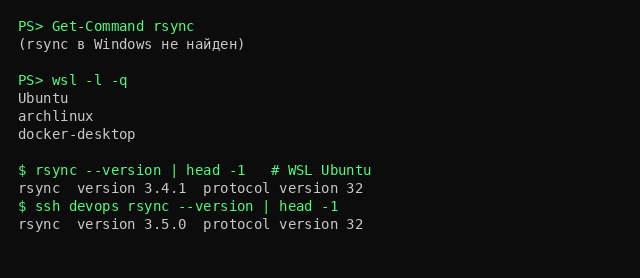 PS> Get-Command rsync
(rsync в Windows не найден)
PS> wsl -l -q
Ubuntu
archlinux
docker-desktop
$ rsync --version | head -1   # WSL Ubuntu
rsync  version 3.4.1  protocol version 32
$ ssh devops rsync --version | head -1
rsync  version 3.5.0  protocol version 32